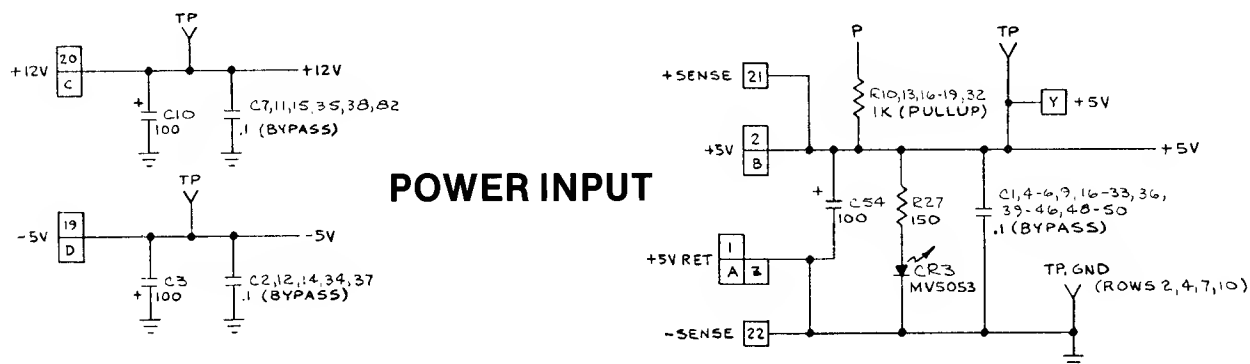 TP
+12V 20 C +12V
+ C10 100
C7,11,15,35,38,82
.1 (BYPASS)
TP
-5V 19 D -5V
+ C3 100
C2,12,14,34,37
.1 (BYPASS)
POWER INPUT
P
TP
+SENSE 21
R10,13,16-19,32
1K (PULLUP)
Y +5V
+5V 2 B +5V
+ C54 100
R27
150
C1,4-6,9,16-33,36,
39-46,48-50
.1 (BYPASS)
+5V RET 1 A Z
CR3
MV5053
TP, GND
(ROWS 2,4,7,10)
-SENSE 22